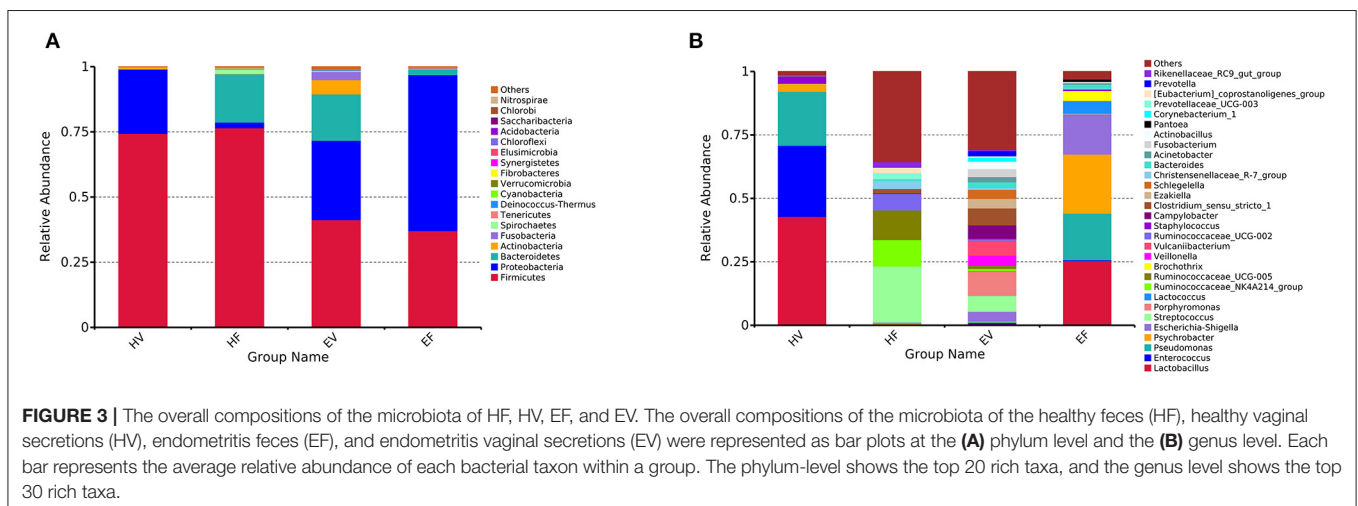 A
1
0.75
0.5
0.25
0
Relative Abundance
HV
HF
EV
EF
Group Name
Others
Nitrospirae
Chlorobi
Saccharibacteria
Acidobacteria
Chloroflexi
Elusimicrobia
Synergistetes
Fibrobacteres
Verrucomicrobia
Cyanobacteria
Deinococcus-Thermus
Tenericutes
Spirochaetes
Fusobacteria
Actinobacteria
Bacteroidetes
Proteobacteria
Firmicutes
B
1
0.75
0.5
0.25
0
Relative Abundance
HV
HF
EV
EF
Group Name
Others
Rikenellaceae_RC9_gut_group
Prevotella
[Eubacterium]_coprostanoligenes_group
Prevotellaceae_UCG-003
Corynebacterium_1
Pantoea
Actinobacillus
Fusobacterium
Acinetobacter
Bacteroides
Christensenellaceae_R-7_group
Schlegelella
Ezakiella
Clostridium_sensu_stricto_1
Campylobacter
Staphylococcus
Ruminococcaceae_UCG-002
Vulcaniibacterium
Veillonella
Brochothrix
Ruminococcaceae_UCG-005
Ruminococcaceae_NK4A214_group
Lactococcus
Porphyromonas
Streptococcus
Escherichia-Shigella
Psychrobacter
Pseudomonas
Enterococcus
Lactobacillus
FIGURE 3 | The overall compositions of the microbiota of HF, HV, EF, and EV. The overall compositions of the microbiota of the healthy feces (HF), healthy vaginal
secretions (HV), endometritis feces (EF), and endometritis vaginal secretions (EV) were represented as bar plots at the (A) phylum level and the (B) genus level. Each
bar represents the average relative abundance of each bacterial taxon within a group. The phylum-level shows the top 20 rich taxa, and the genus level shows the top
30 rich taxa.